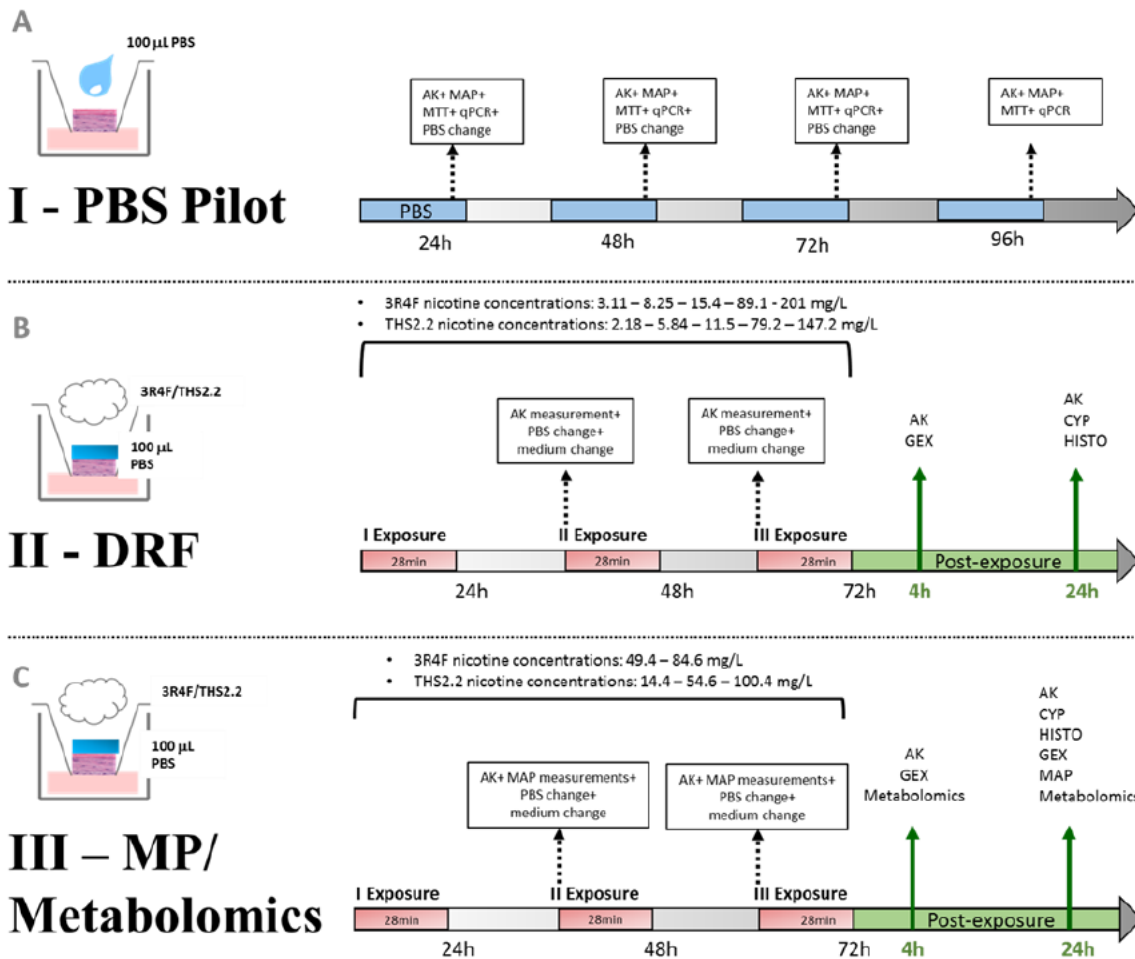 A
100 µL PBS
I - PBS Pilot
AK+ MAP+
MTT+ qPCR+
PBS change
AK+ MAP+
MTT+ qPCR+
PBS change
AK+ MAP+
MTT+ qPCR+
PBS change
AK+ MAP+
MTT+ qPCR
PBS
24h
48h
72h
96h
B
• 3R4F nicotine concentrations: 3.11 – 8.25 – 15.4 – 89.1 - 201 mg/L
• THS2.2 nicotine concentrations: 2.18 – 5.84 – 11.5 – 79.2 – 147.2 mg/L
3R4F/THS2.2
100 µL
PBS
II - DRF
AK measurement+
PBS change+
medium change
AK measurement+
PBS change+
medium change
AK
GEX
AK
CYP
HISTO
I Exposure
II Exposure
III Exposure
28min
28min
28min
Post-exposure
24h
48h
72h
4h
24h
C
• 3R4F nicotine concentrations: 49.4 – 84.6 mg/L
• THS2.2 nicotine concentrations: 14.4 – 54.6 – 100.4 mg/L
3R4F/THS2.2
100 µL
PBS
III – MP/
Metabolomics
AK+ MAP measurements+
PBS change+
medium change
AK+ MAP measurements+
PBS change+
medium change
AK
GEX
Metabolomics
AK
CYP
HISTO
GEX
MAP
Metabolomics
I Exposure
II Exposure
III Exposure
28min
28min
28min
Post-exposure
24h
48h
72h
4h
24h